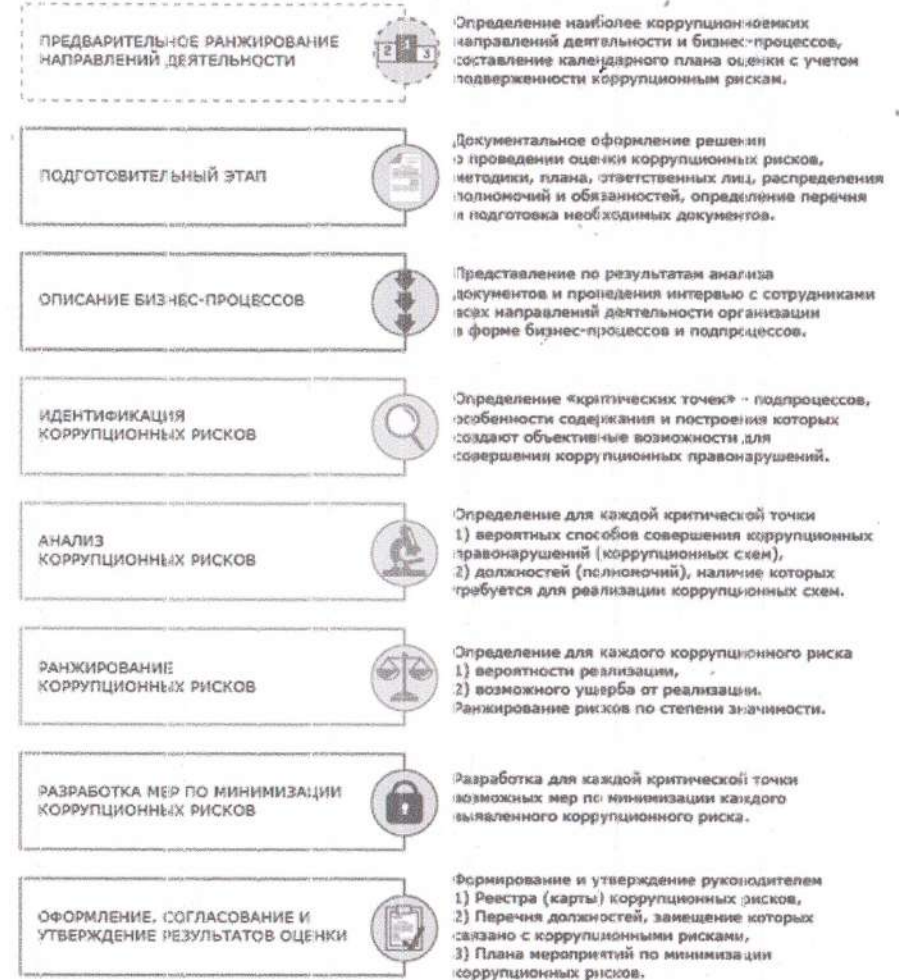 ПРЕДВАРИТЕЛЬНОЕ РАНЖИРОВАНИЕ
НАПРАВЛЕНИЙ ДЕЯТЕЛЬНОСТИ
2 1 3
Определение наиболее коррупционноемких
направлений деятельности и бизнес-процессов,
составление календарного плана оценки с учетом
подверженности коррупционным рискам.
ПОДГОТОВИТЕЛЬНЫЙ ЭТАП
Документальное оформление решения
о проведении оценки коррупционных рисков,
методики, плана, ответственных лиц, распределения
полномочий и обязанностей, определение перечня
и подготовка необходимых документов.
ОПИСАНИЕ БИЗНЕС-ПРОЦЕССОВ
Представление по результатам анализа
документов и проведения интервью с сотрудниками
всех направлений деятельности организации
в форме бизнес-процессов и подпроцессов.
ИДЕНТИФИКАЦИЯ
КОРРУПЦИОННЫХ РИСКОВ
Определение «критических точек» - подпроцессов,
особенности содержания и построения которых
создают объективные возможности для
совершения коррупционных правонарушений.
АНАЛИЗ
КОРРУПЦИОННЫХ РИСКОВ
Определение для каждой критической точки
1) вероятных способов совершения коррупционных
правонарушений (коррупционных схем),
2) должностей (полномочий), наличие которых
требуется для реализации коррупционных схем.
РАНЖИРОВАНИЕ
КОРРУПЦИОННЫХ РИСКОВ
Определение для каждого коррупционного риска
1) вероятности реализации,
2) возможного ущерба от реализации.
Ранжирование рисков по степени значимости.
РАЗРАБОТКА МЕР ПО МИНИМИЗАЦИИ
КОРРУПЦИОННЫХ РИСКОВ
Разработка для каждой критической точки
возможных мер по минимизации каждого
выявленного коррупционного риска.
ОФОРМЛЕНИЕ, СОГЛАСОВАНИЕ И
УТВЕРЖДЕНИЕ РЕЗУЛЬТАТОВ ОЦЕНКИ
Формирование и утверждение руководителем
1) Реестра (карты) коррупционных рисков,
2) Перечня должностей, замещение которых
связано с коррупционными рисками,
3) Плана мероприятий по минимизации
коррупционных рисков.